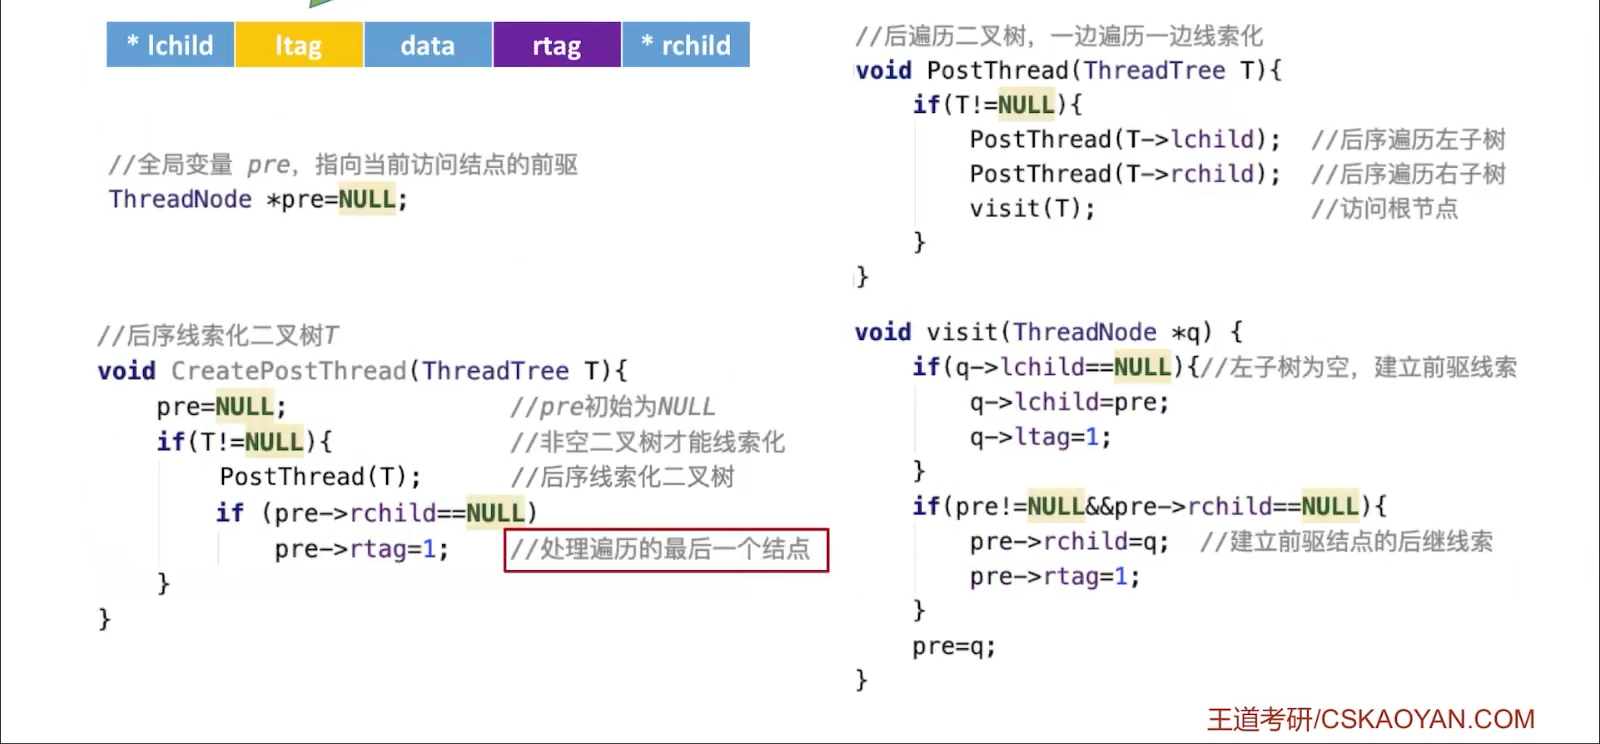 * lchild ltag data rtag * rchild
//全局变量 pre，指向当前访问结点的前驱
ThreadNode *pre=NULL;
//后序线索化二叉树T
void CreatePostThread(ThreadTree T){
pre=NULL; //pre初始为NULL
if(T!=NULL){ //非空二叉树才能线索化
PostThread(T); //后序线索化二叉树
if (pre->rchild==NULL)
pre->rtag=1; //处理遍历的最后一个结点
}
}
//后遍历二叉树，一边遍历一边线索化
void PostThread(ThreadTree T){
if(T!=NULL){
PostThread(T->lchild); //后序遍历左子树
PostThread(T->rchild); //后序遍历右子树
visit(T); //访问根节点
}
}
void visit(ThreadNode *q) {
if(q->lchild==NULL){//左子树为空，建立前驱线索
q->lchild=pre;
q->ltag=1;
}
if(pre!=NULL&&pre->rchild==NULL){
pre->rchild=q; //建立前驱结点的后继线索
pre->rtag=1;
}
pre=q;
}
王道考研/CSKAOYAN.COM